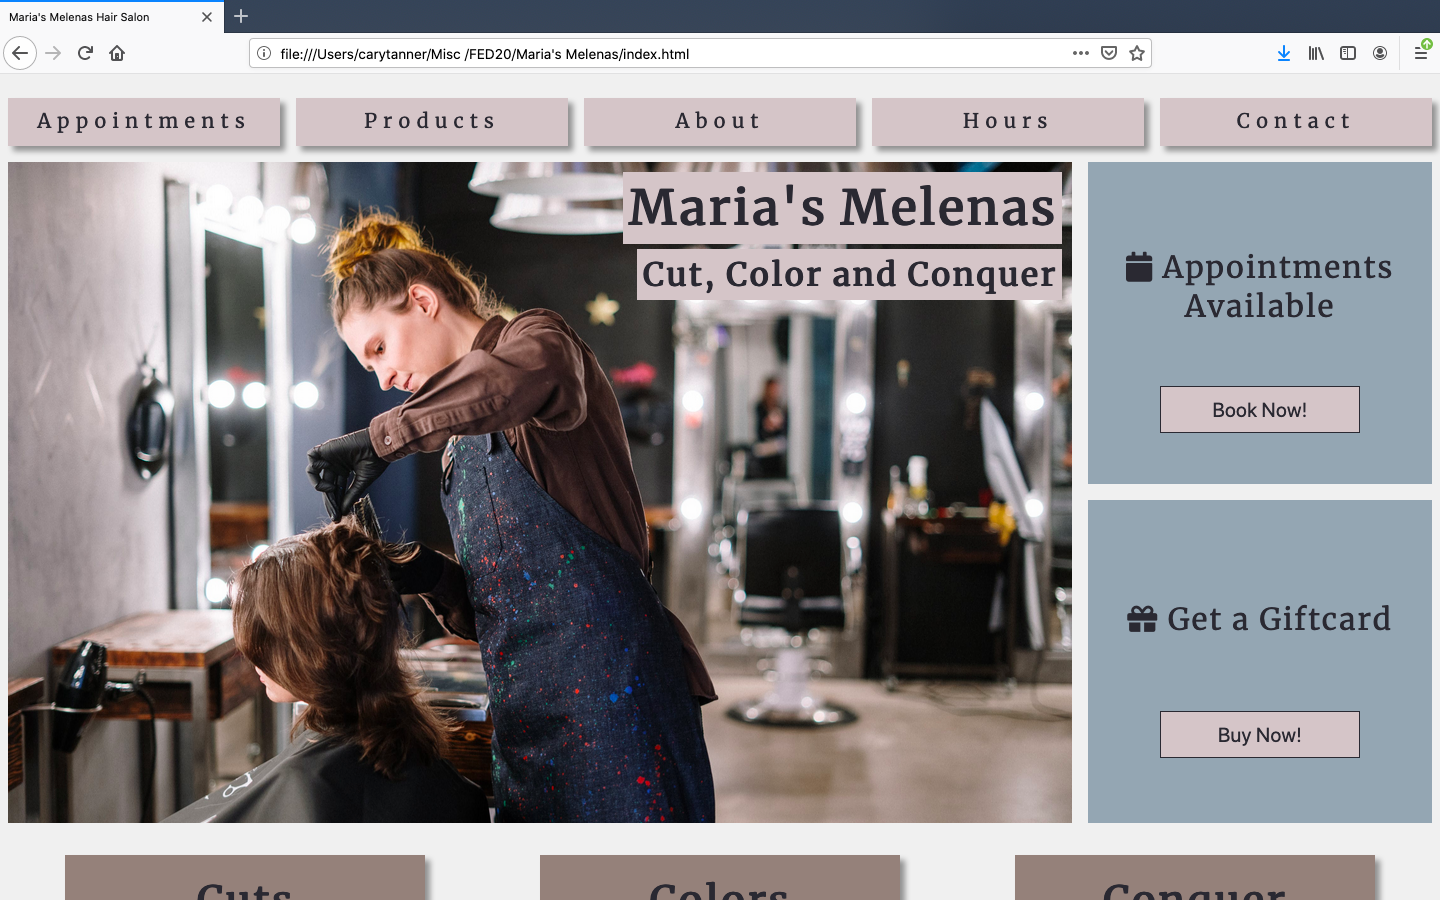 Maria's Melenas Hair Salon
file:///Users/carytanner/Misc /FED20/Maria's Melenas/index.html
Appointments
Products
About
Hours
Contact
Maria's Melenas
Cut, Color and Conquer
Appointments
Available
Book Now!
Get a Giftcard
Buy Now!
Cuts
Colors
Conquer